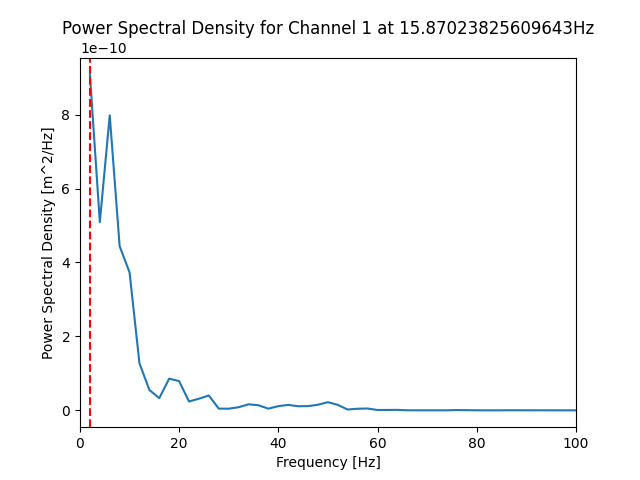 Power Spectral Density for Channel 1 at 15.87023825609643Hz
1e−10
8
6
4
2
0
Power Spectral Density [m^2/Hz]
0 20 40 60 80 100
Frequency [Hz]